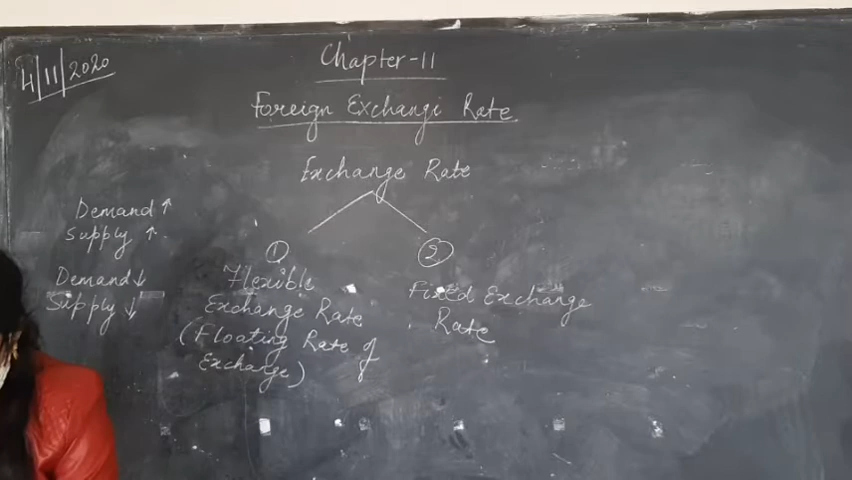 4/11/2020
Chapter-11
Foreign Exchange Rate
Exchange Rate
Demand ↑
Supply ↑
Demand ↓
Supply ↓
①
Flexible
Exchange Rate
(Floating Rate of
Exchange)
②
Fixed Exchange
Rate